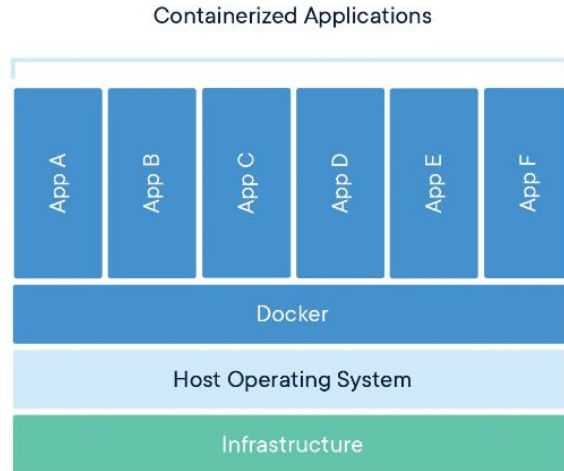 Containerized Applications
App A
App B
App C
App D
App E
App F
Docker
Host Operating System
Infrastructure